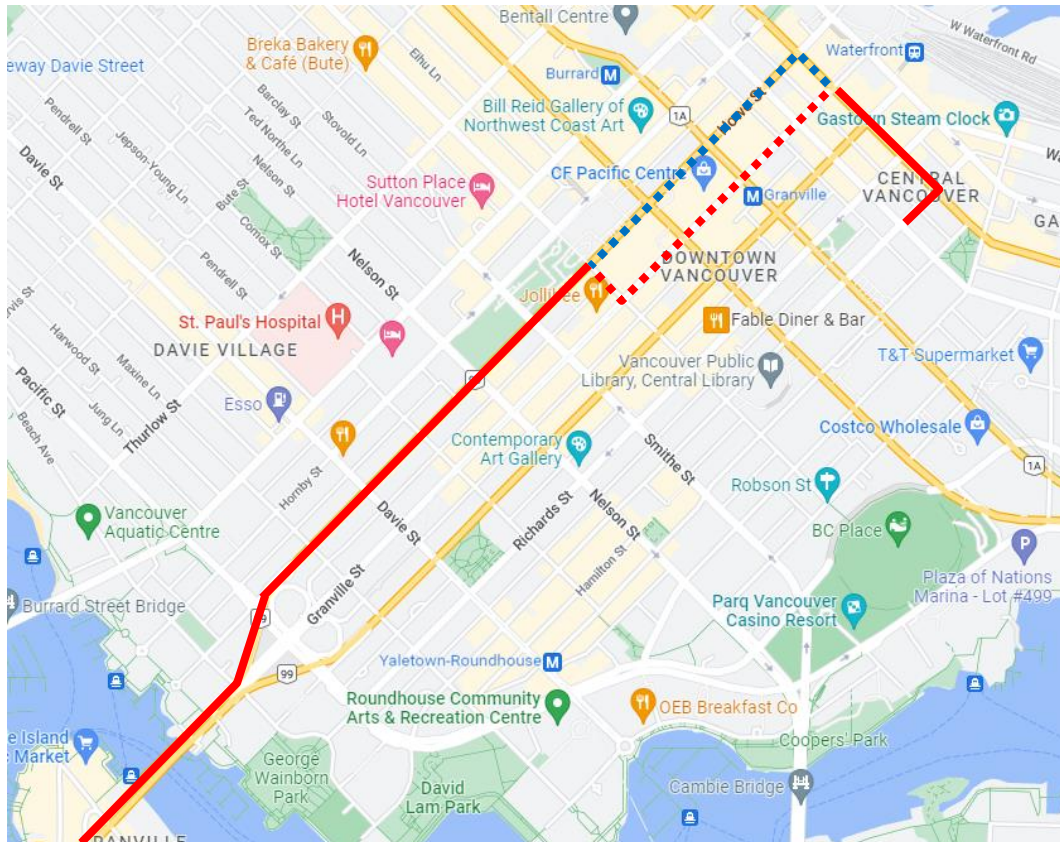 Bentall Centre
Breka Bakery
& Café (Bute)
Elhu Ln
Waterfront
W Waterfront Rd
eway Davie Street
Burrard
M
Barclay St
Ted Northe Ln
Stovold Ln
Bill Reid Gallery of
Northwest Coast Art
1A
Howe St
Gastown Steam Clock
Pendrell St
Nelson St
Davie St
Jepson-Young Ln
Bute St
Sutton Place
Hotel Vancouver
CF Pacific Centre
CENTRAL
VANCOUVER
M
Granville
GA
Comox St
Pendrell St
Nelson St
DOWNTOWN
VANCOUVER
Jollibee
St. Paul's Hospital
H
Fable Diner & Bar
Harwood St
Maxine Ln
DAVIE VILLAGE
Vancouver Public
Library, Central Library
T&T Supermarket
Pacific St
Jung Ln
Thurlow St
Esso
Beach Ave
Costco Wholesale
Contemporary
Art Gallery
Smithe St
1A
Hornby St
Robson St
Vancouver
Aquatic Centre
Davie St
Richards St
Nelson St
BC Place
P
Hamilton St
Plaza of Nations
Marina - Lot #499
Burrard Street Bridge
Granville St
Parq Vancouver
Casino Resort
99
Yaletown-Roundhouse
M
Roundhouse Community
Arts & Recreation Centre
OEB Breakfast Co
Coopers' Park
e Island
c Market
George
Wainborn
Park
David
Lam Park
Cambie Bridge
RANVILLE